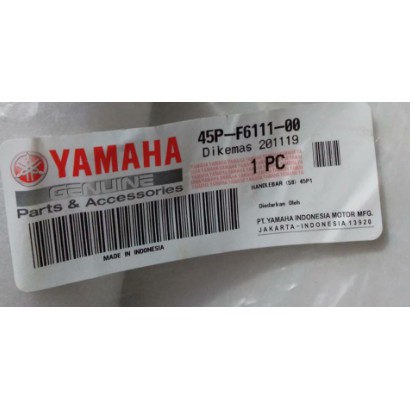 YAMAHA
GENUINE
Parts & Accessories
MADE IN INDONESIA
45P-F6111-00
Dikemas 201119
1 PC
HANDLEBAR (50) 45P1
Diedarkan Oleh
PT. YAMAHA INDONESIA MOTOR MFG.
JAKARTA-INDONESIA 13920